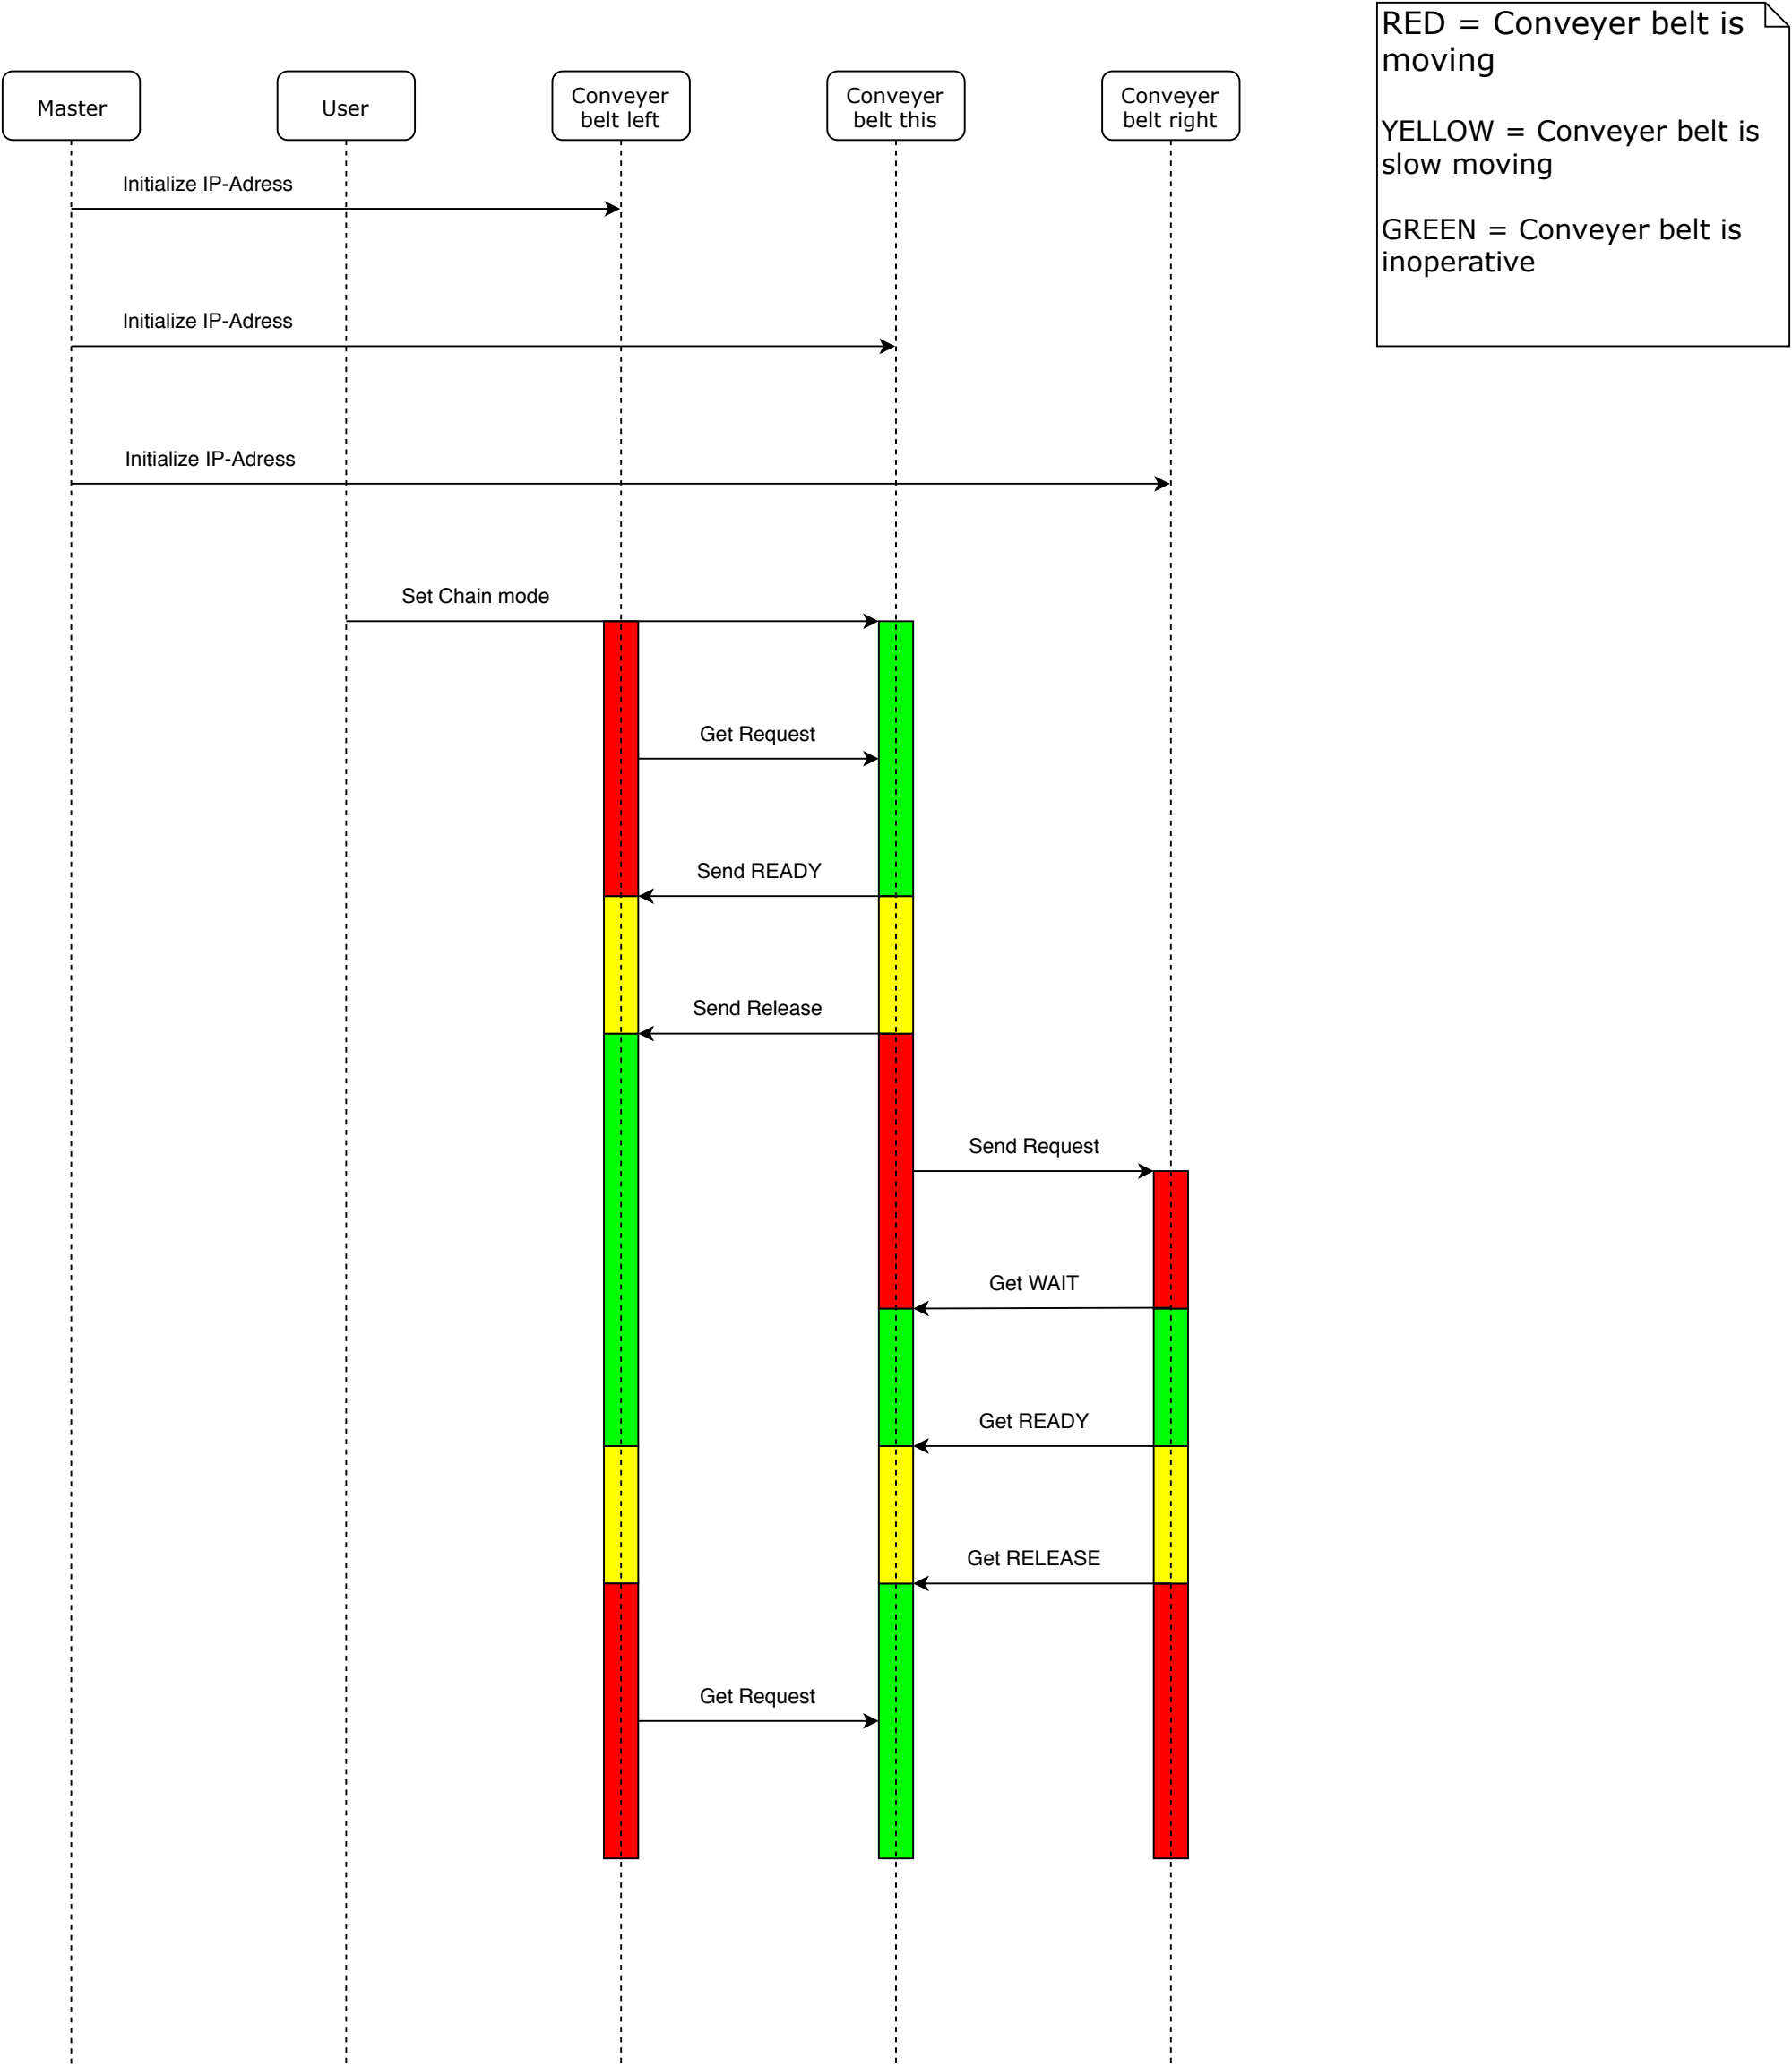 RED = Conveyer belt is
moving
YELLOW = Conveyer belt is
slow moving
GREEN = Conveyer belt is
inoperative
Master
User
Conveyer
belt left
Conveyer
belt this
Conveyer
belt right
Initialize IP-Adress
Initialize IP-Adress
Initialize IP-Adress
Set Chain mode
Get Request
Send READY
Send Release
Send Request
Get WAIT
Get READY
Get RELEASE
Get Request